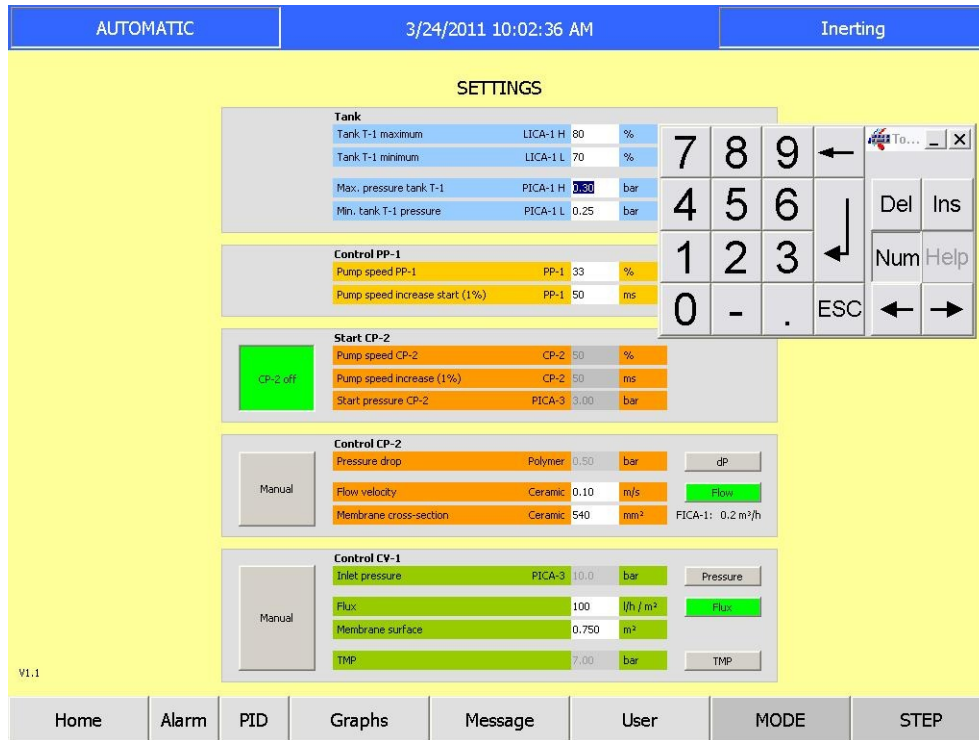 AUTOMATIC 3/24/2011 10:02:36 AM Inerting
SETTINGS
Tank
Tank T-1 maximum LICA-1 H 80 %
Tank T-1 minimum LICA-1 L 70 %
Max. pressure tank T-1 PICA-1 H 0.30 bar
Min. tank T-1 pressure PICA-1 L 0.25 bar
Control PP-1
Pump speed PP-1 PP-1 33 %
Pump speed increase start (1%) PP-1 50 ms
To...
7 8 9
4 5 6 Del Ins
1 2 3 Num Help
0 - . ESC
Start CP-2
CP-2 off
Pump speed CP-2 CP-2 50 %
Pump speed increase (1%) CP-2 50 ms
Start pressure CP-2 PICA-3 3.00 bar
Control CP-2
Manual
Pressure drop Polymer 0.50 bar dP
Flow velocity Ceramic 0.10 m/s Flow
Membrane cross-section Ceramic 540 mm² FICA-1: 0.2 m³/h
Control CV-1
Manual
Inlet pressure PICA-3 10.0 bar Pressure
Flux 100 l/h / m² Flux
Membrane surface 0.750 m²
TMP 7.00 bar TMP
V1.1
Home Alarm PID Graphs Message User MODE STEP